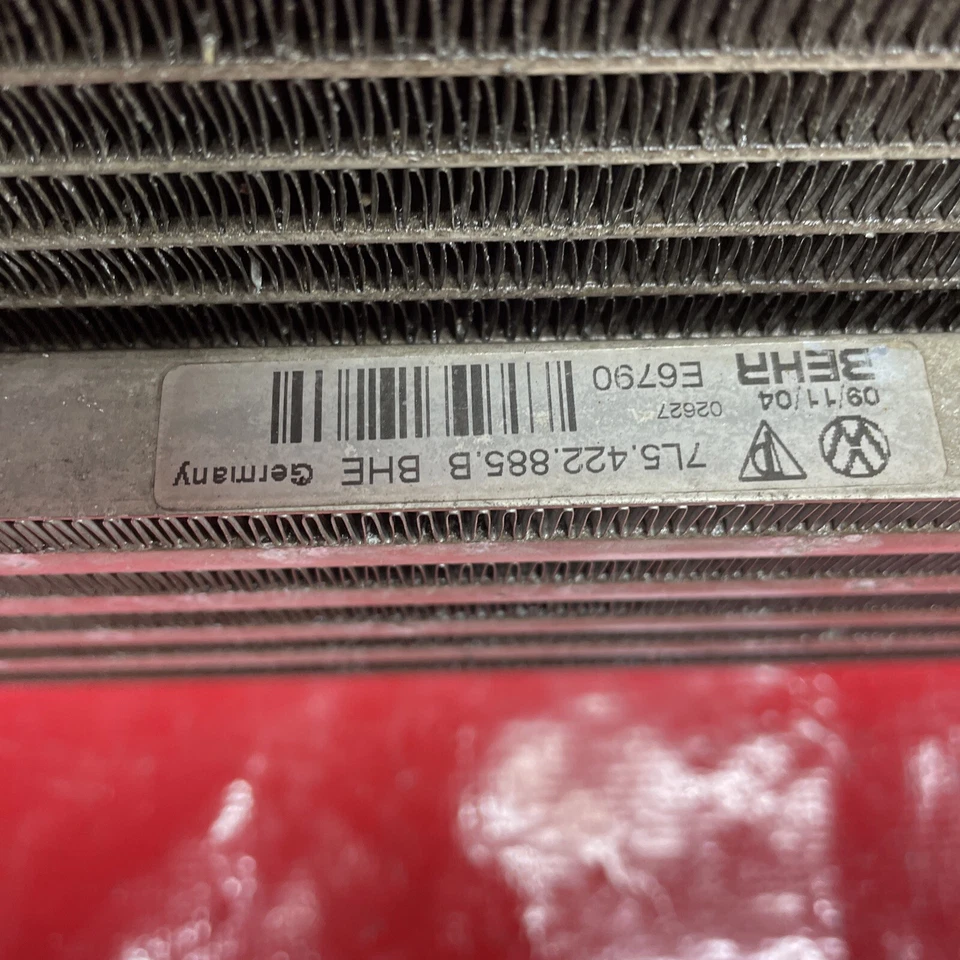 7L5.422.885.B BHE Germany
09/11/04 02627
BEHR E6790